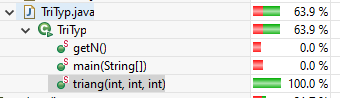 TriTyp.java 63.9 %
TriTyp 63.9 %
getN() 0.0 %
main(String[]) 0.0 %
triang(int, int, int) 100.0 %